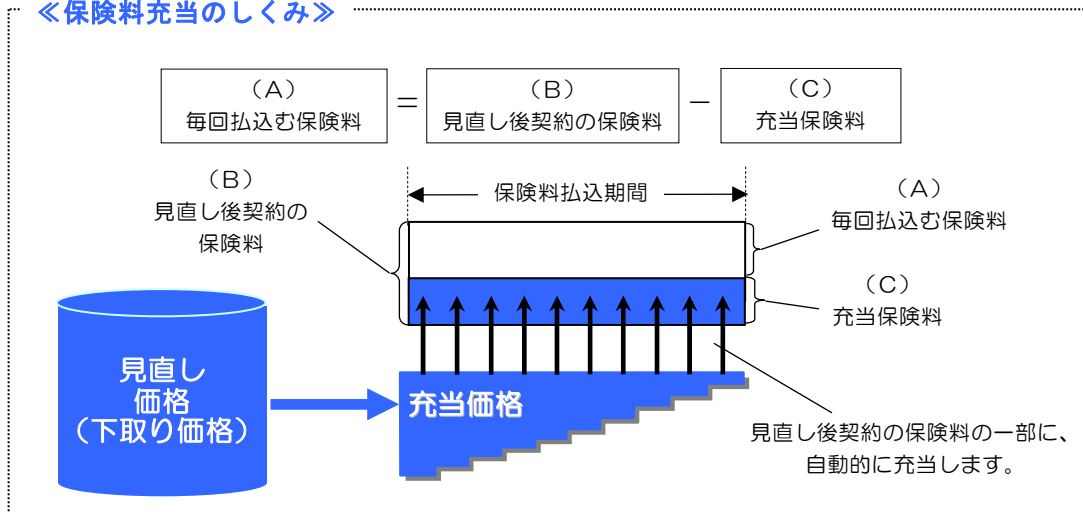 ≪保険料充当のしくみ≫
（A）
毎回払込む保険料
＝
（B）
見直し後契約の保険料
－
（C）
充当保険料
保険料払込期間
（B）
見直し後契約の
保険料
（A）
毎回払込む保険料
（C）
充当保険料
見直し
価格
（下取り価格）
充当価格
見直し後契約の保険料の一部に、
自動的に充当します。